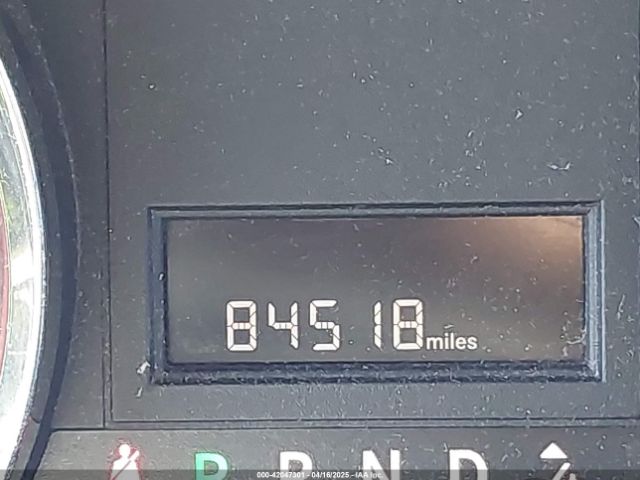 84518 miles
P R N D
000-42047301 - 04/16/2025 - IAA Inc.